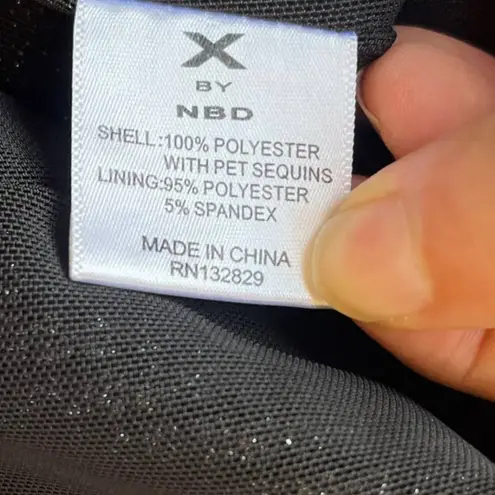 X
BY
NBD
SHELL:100% POLYESTER
WITH PET SEQUINS
LINING:95% POLYESTER
5% SPANDEX
MADE IN CHINA
RN132829